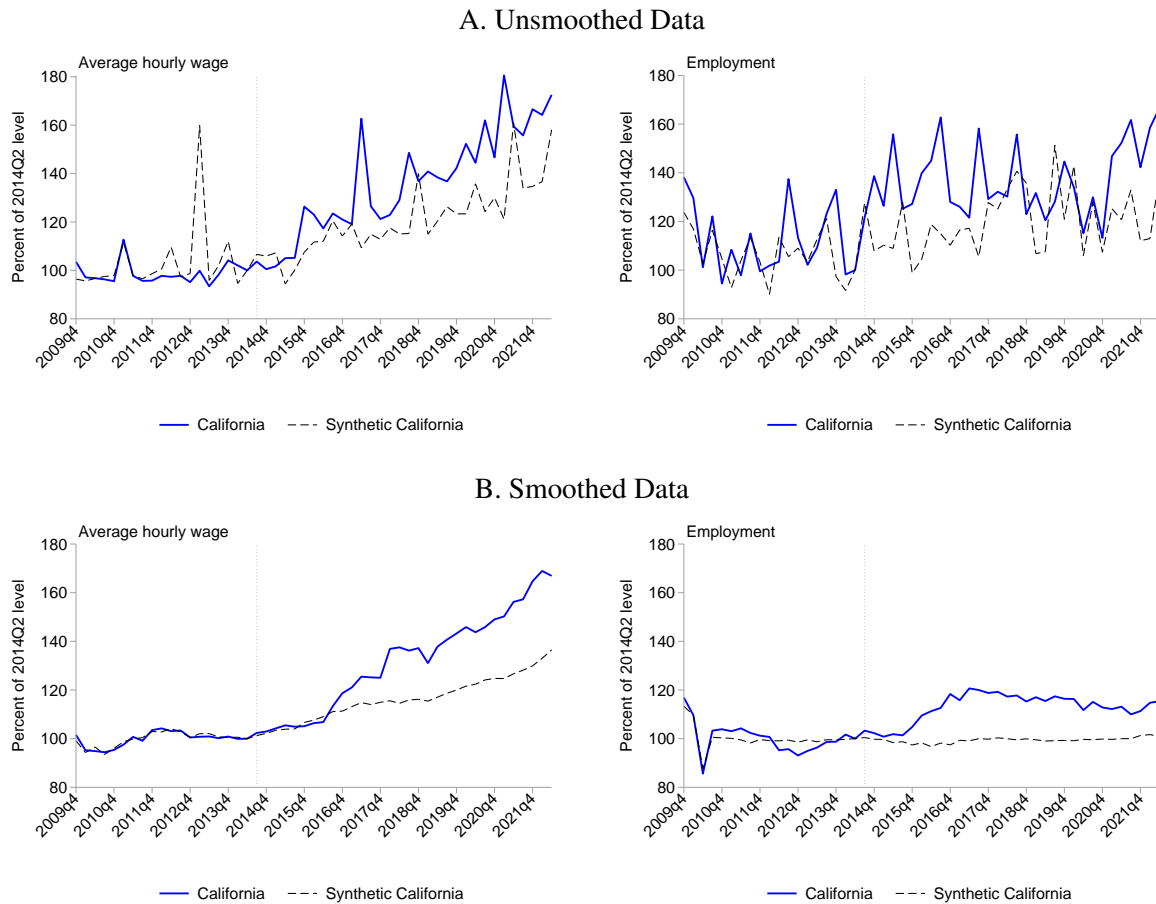 A. Unsmoothed Data
Average hourly wage
Percent of 2014Q2 level
180
160
140
120
100
80
2009q4
2010q4
2011q4
2012q4
2013q4
2014q4
2015q4
2016q4
2017q4
2018q4
2019q4
2020q4
2021q4
California
Synthetic California
Employment
Percent of 2014Q2 level
180
160
140
120
100
80
2009q4
2010q4
2011q4
2012q4
2013q4
2014q4
2015q4
2016q4
2017q4
2018q4
2019q4
2020q4
2021q4
California
Synthetic California
B. Smoothed Data
Average hourly wage
Percent of 2014Q2 level
180
160
140
120
100
80
2009q4
2010q4
2011q4
2012q4
2013q4
2014q4
2015q4
2016q4
2017q4
2018q4
2019q4
2020q4
2021q4
California
Synthetic California
Employment
Percent of 2014Q2 level
180
160
140
120
100
80
2009q4
2010q4
2011q4
2012q4
2013q4
2014q4
2015q4
2016q4
2017q4
2018q4
2019q4
2020q4
2021q4
California
Synthetic California